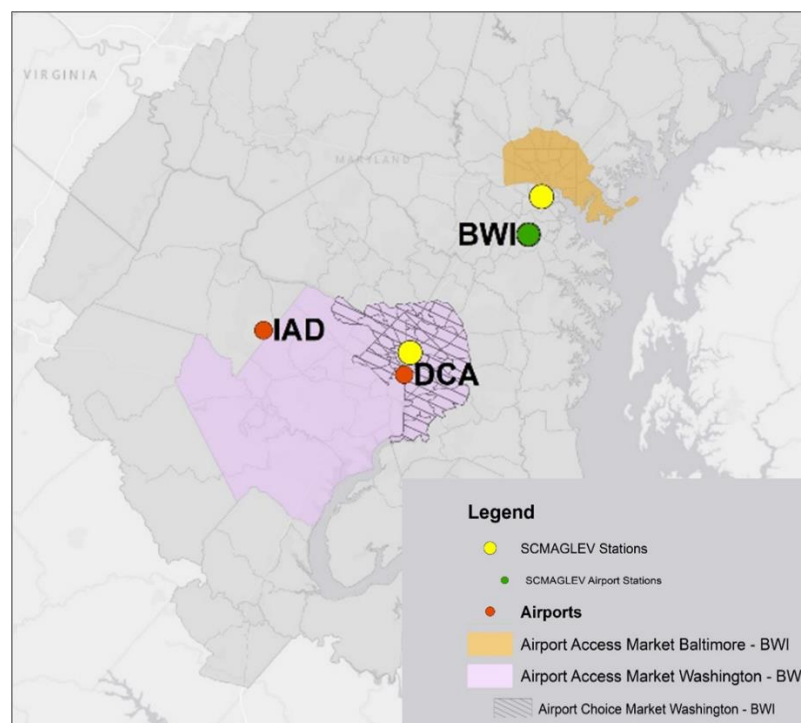 VIRGINIA
MARYLAND
BWI
IAD
DCA
Legend
SCMAGLEV Stations
SCMAGLEV Airport Stations
Airports
Airport Access Market Baltimore - BWI
Airport Access Market Washington - BW
Airport Choice Market Washington - BWI